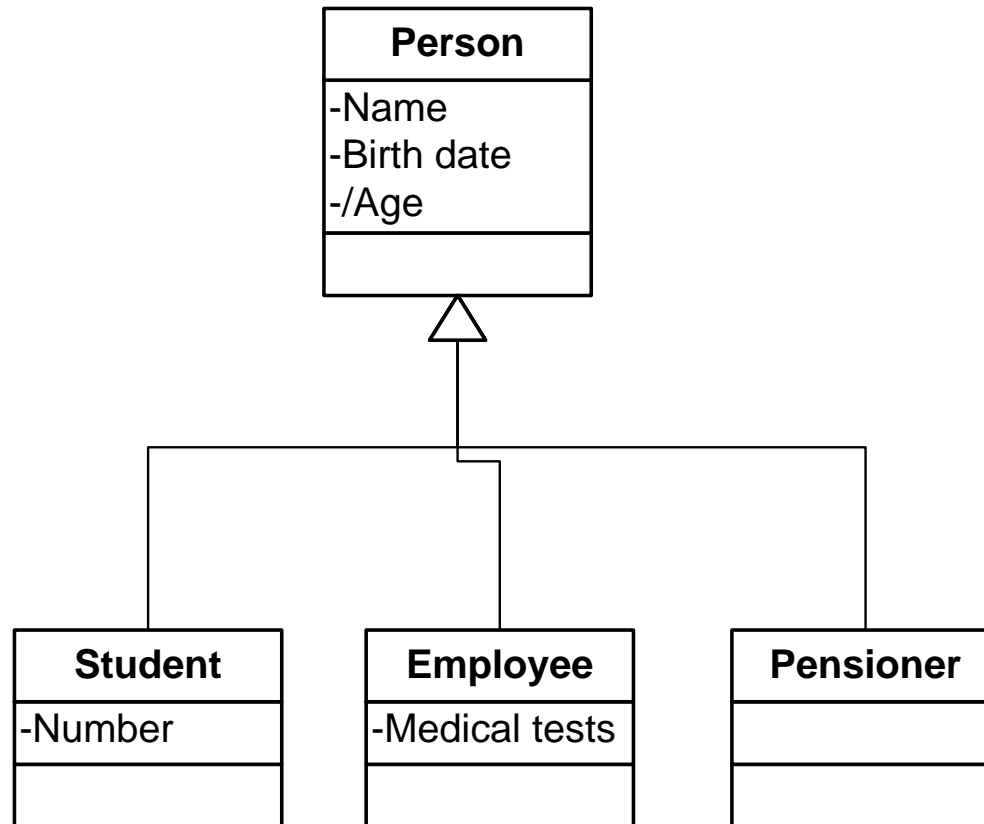 Person
-Name
-Birth date
-/Age
Student
-Number
Employee
-Medical tests
Pensioner